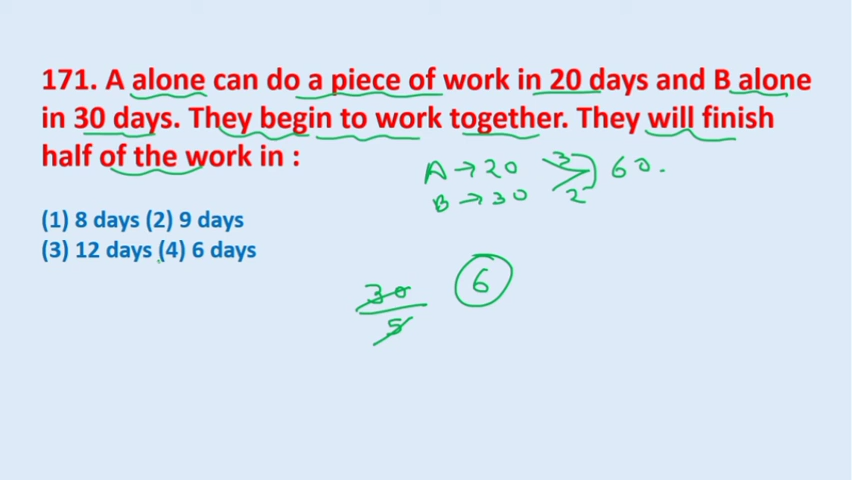 171. A alone can do a piece of work in 20 days and B alone
in 30 days. They begin to work together. They will finish
half of the work in :
A → 20 3 60.
B → 30 2
(1) 8 days (2) 9 days
(3) 12 days (4) 6 days
30 6
5